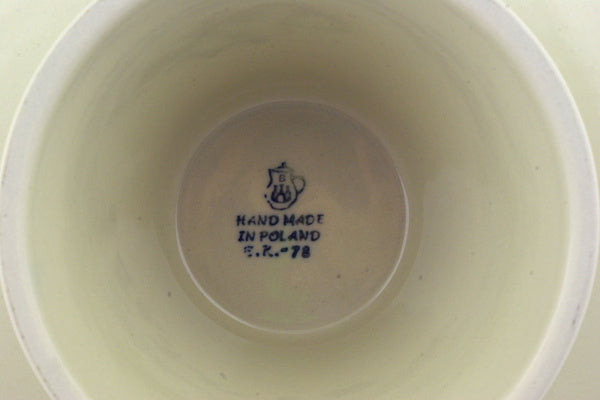 B
HAND MADE
IN POLAND
E.K.-78